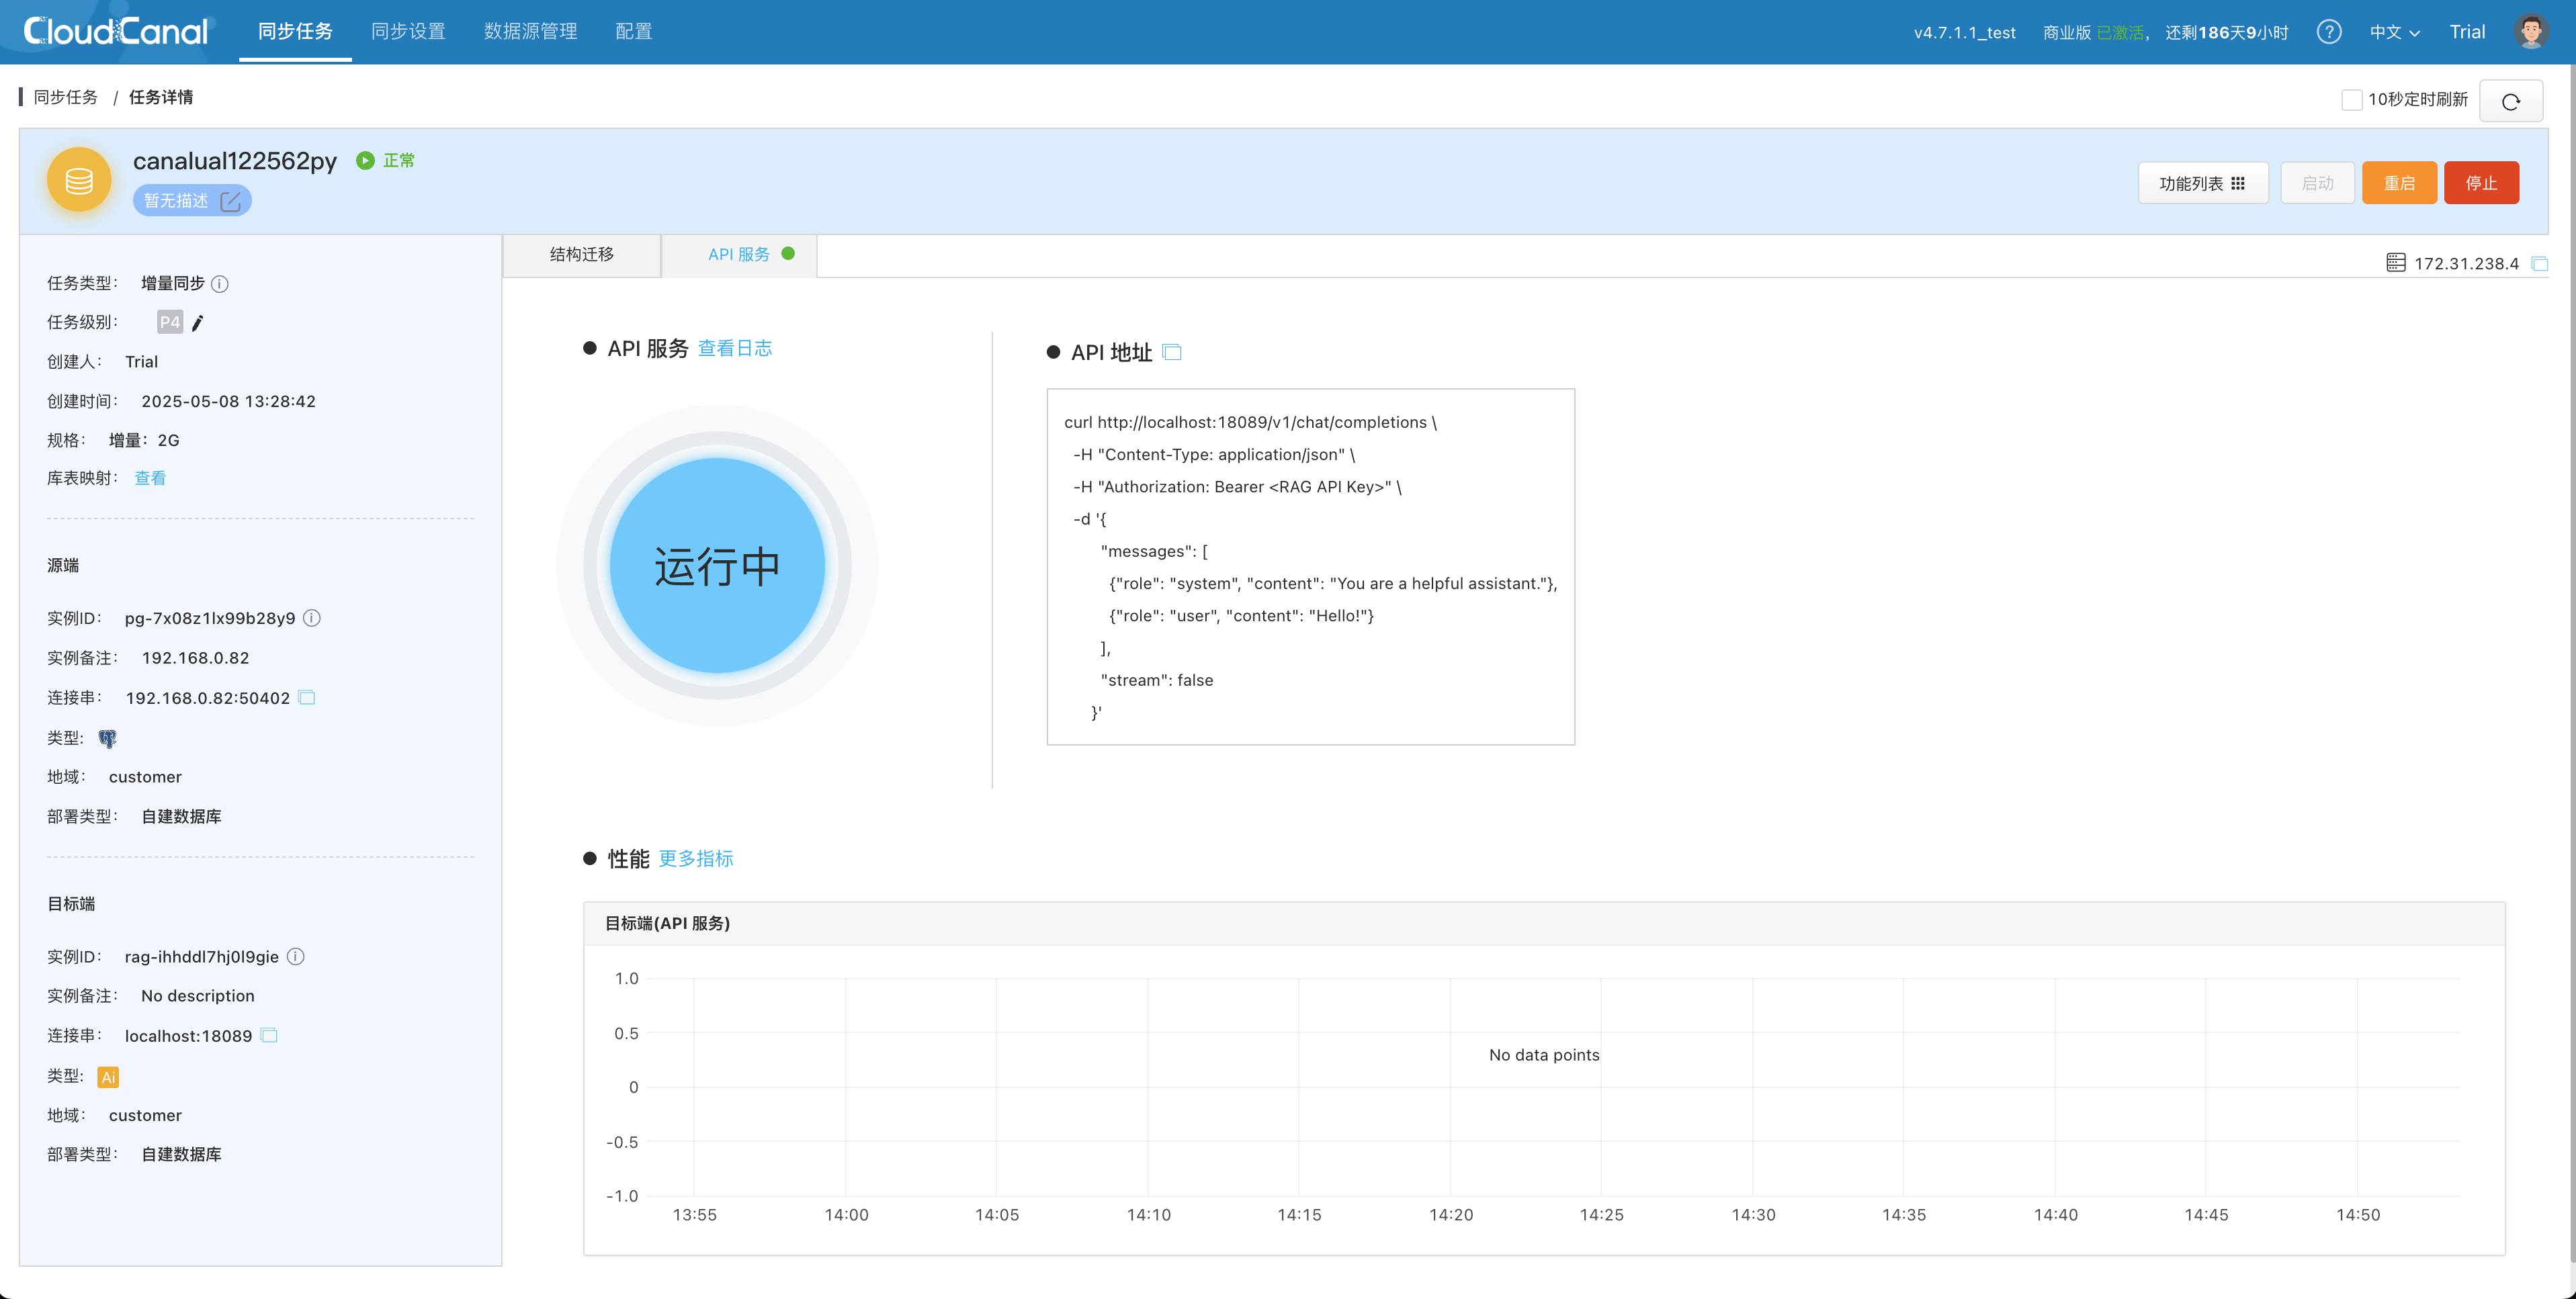 CloudCanal 同步任务 同步设置 数据源管理 配置 v4.7.1.1_test 商业版 已激活， 还剩186天9小时 ? 中文 Trial
同步任务 / 任务详情 10秒定时刷新
canalual122562py 正常
暂无描述
功能列表 启动 重启 停止
任务类型： 增量同步
任务级别： P4
创建人： Trial
创建时间： 2025-05-08 13:28:42
规格： 增量：2G
库表映射： 查看
源端
实例ID： pg-7x08z1lx99b28y9
实例备注： 192.168.0.82
连接串： 192.168.0.82:50402
类型：
地域： customer
部署类型： 自建数据库
目标端
实例ID： rag-ihhddl7hj0l9gie
实例备注： No description
连接串： localhost:18089
类型： Ai
地域： customer
部署类型： 自建数据库
结构迁移 API 服务 172.31.238.4
API 服务 查看日志
运行中
API 地址
curl http://localhost:18089/v1/chat/completions \
-H "Content-Type: application/json" \
-H "Authorization: Bearer <RAG API Key>" \
-d '{
"messages": [
{"role": "system", "content": "You are a helpful assistant."},
{"role": "user", "content": "Hello!"}
],
"stream": false
}'
性能 更多指标
目标端(API 服务)
1.0
0.5
No data points
0
-0.5
-1.0
13:55 14:00 14:05 14:10 14:15 14:20 14:25 14:30 14:35 14:40 14:45 14:50